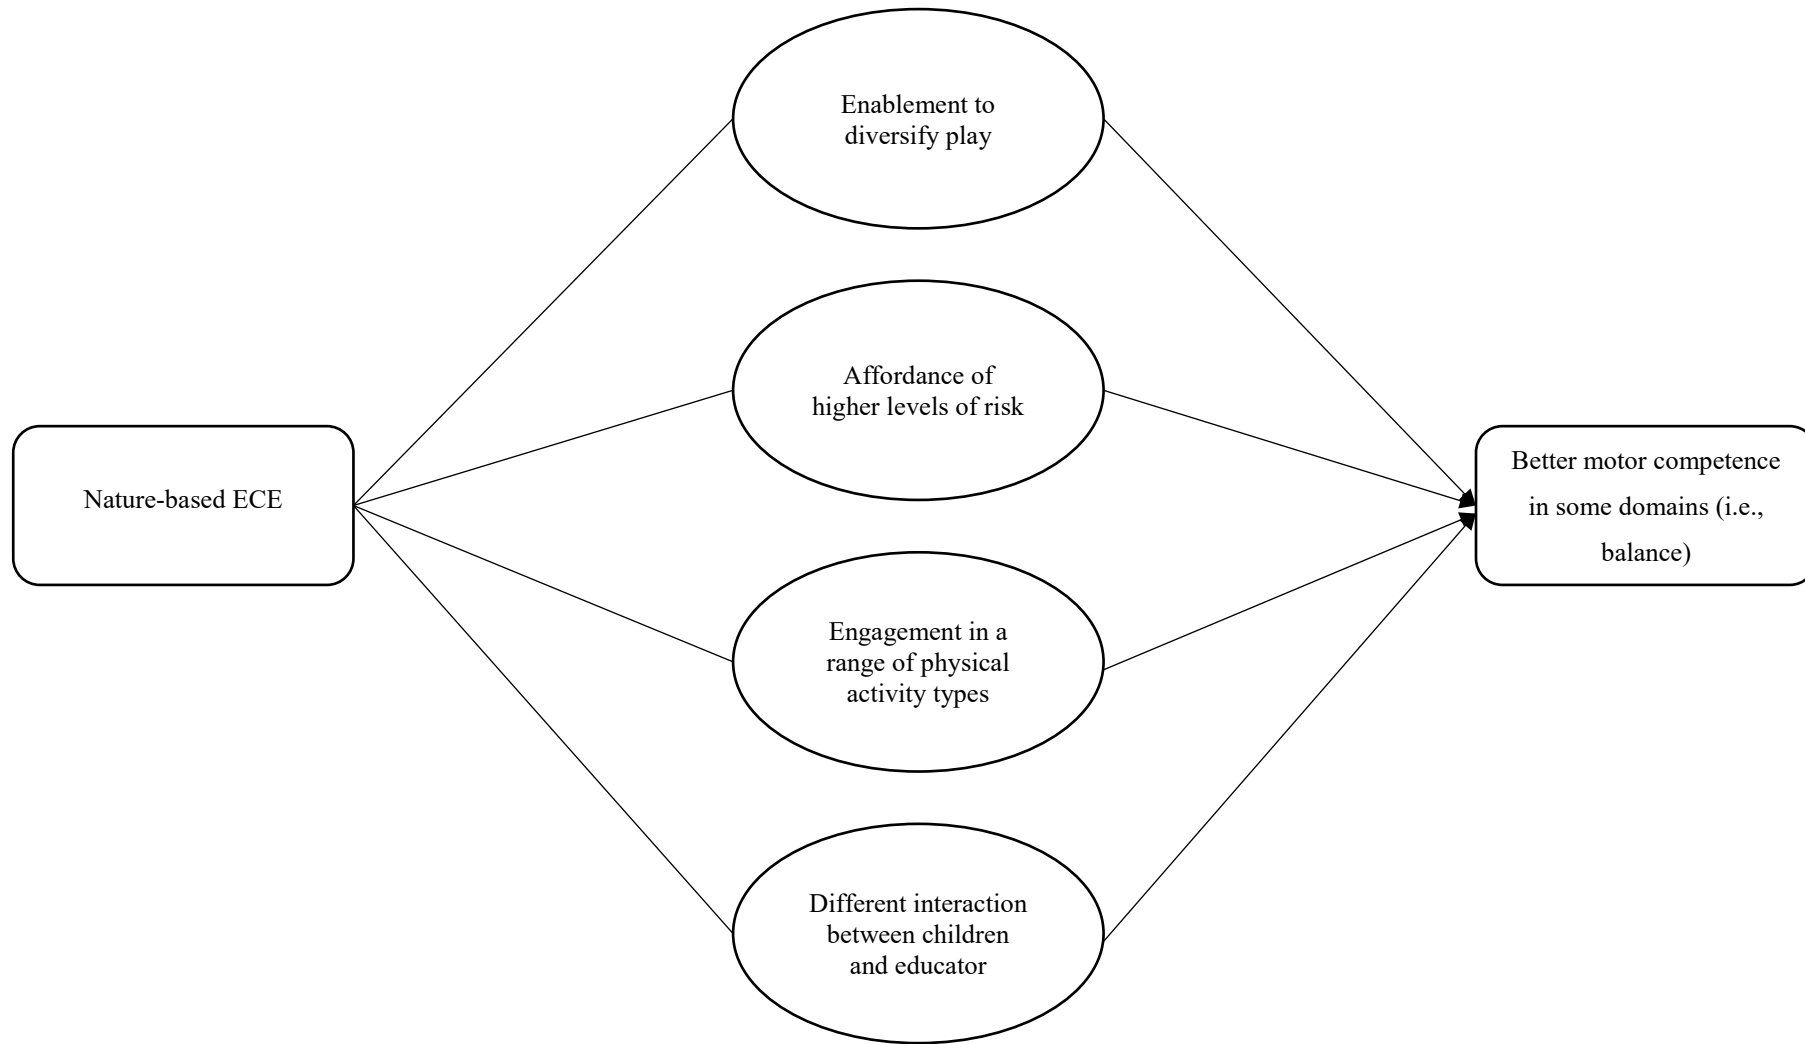 Enablement to
diversify play
Affordance of
higher levels of risk
Nature-based ECE
Better motor competence
in some domains (i.e.,
balance)
Engagement in a
range of physical
activity types
Different interaction
between children
and educator